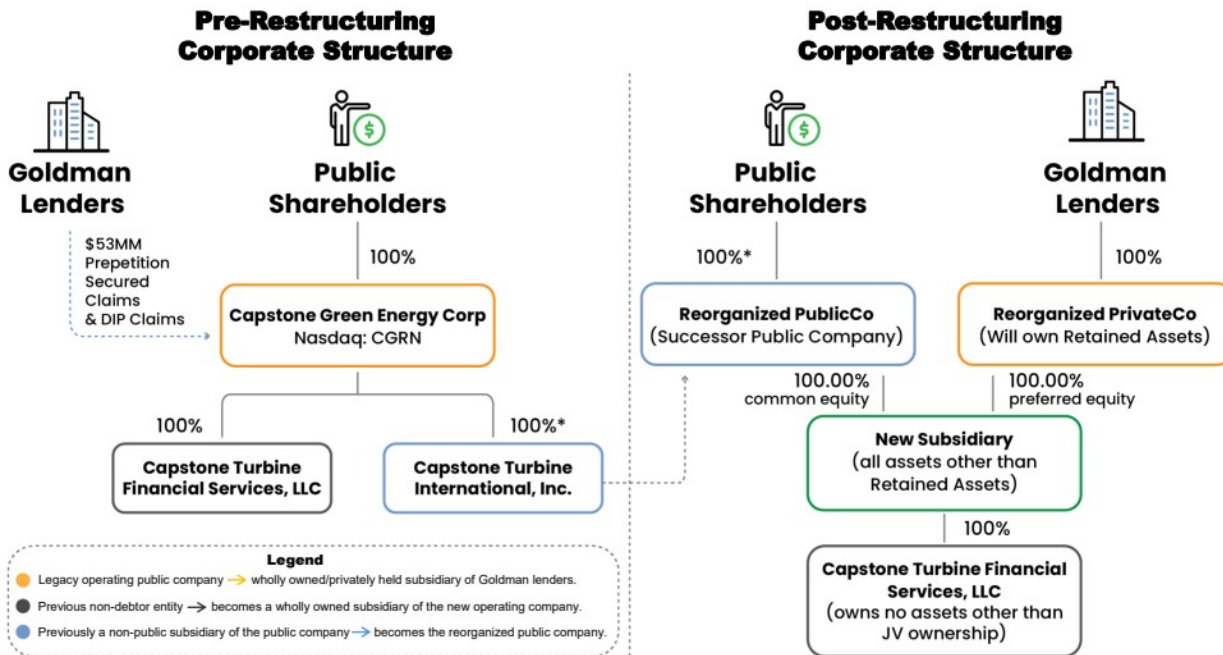 Pre-Restructuring
Corporate Structure
Goldman
Lenders
Public
Shareholders
$
$53MM
Prepetition
Secured
Claims
& DIP Claims
100%
Capstone Green Energy Corp
Nasdaq: CGRN
100%
100%*
Capstone Turbine
Financial Services, LLC
Capstone Turbine
International, Inc.
Legend
Legacy operating public company
wholly owned/privately held subsidiary of Goldman lenders.
Previous non-debtor entity
becomes a wholly owned subsidiary of the new operating company.
Previously a non-public subsidiary of the public company
becomes the reorganized public company.
Post-Restructuring
Corporate Structure
$
Public
Shareholders
Goldman
Lenders
100%*
100%
Reorganized PublicCo
(Successor Public Company)
Reorganized PrivateCo
(Will own Retained Assets)
100.00%
common equity
100.00%
preferred equity
New Subsidiary
(all assets other than
Retained Assets)
100%
Capstone Turbine Financial
Services, LLC
(owns no assets other than
JV ownership)